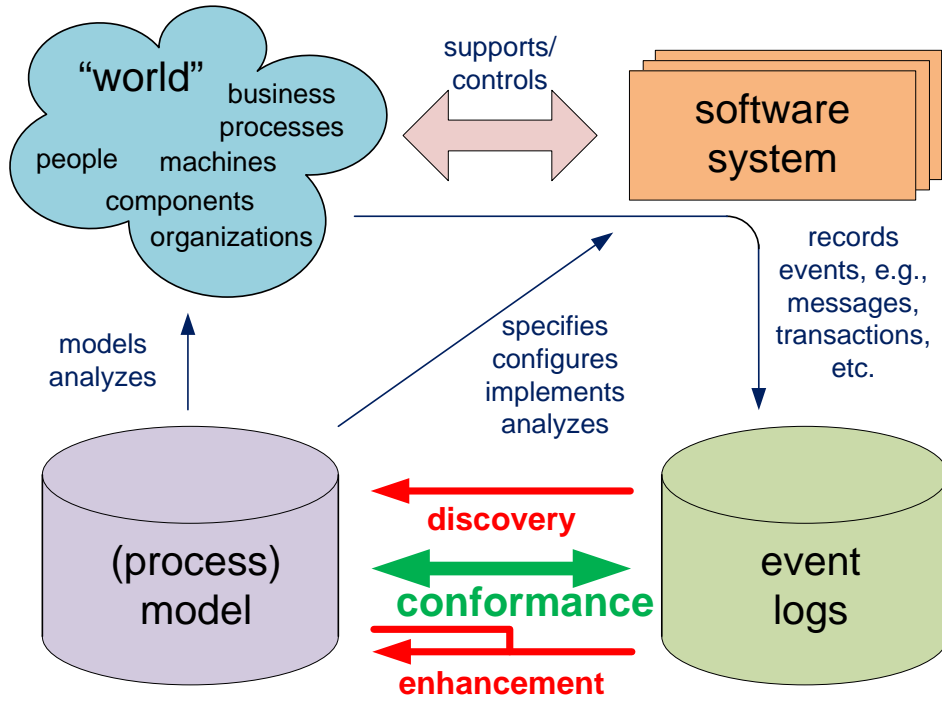 “world”
business
processes
people
machines
components
organizations
supports/
controls
software
system
records
events, e.g.,
messages,
transactions,
etc.
models
analyzes
specifies
configures
implements
analyzes
(process)
model
discovery
conformance
enhancement
event
logs